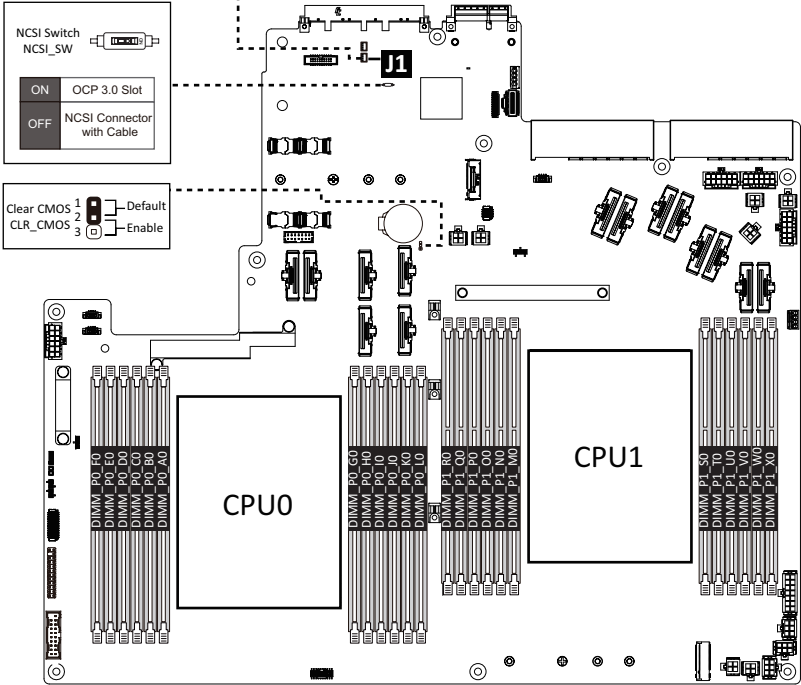 NCSI Switch
NCSI_SW
J1
ON OCP 3.0 Slot
OFF NCSI Connector
with Cable
Clear CMOS
CLR_CMOS
1
2
3
Default
Enable
DIMM_P0_F0
DIMM_P0_E0
DIMM_P0_D0
DIMM_P0_C0
DIMM_P0_B0
DIMM_P0_A0
CPU0
DIMM_P0_G0
DIMM_P0_H0
DIMM_P0_I0
DIMM_P0_J0
DIMM_P0_K0
DIMM_P0_L0
DIMM_P1_R0
DIMM_P1_Q0
DIMM_P1_P0
DIMM_P1_O0
DIMM_P1_N0
DIMM_P1_M0
CPU1
DIMM_P1_S0
DIMM_P1_T0
DIMM_P1_U0
DIMM_P1_V0
DIMM_P1_W0
DIMM_P1_X0